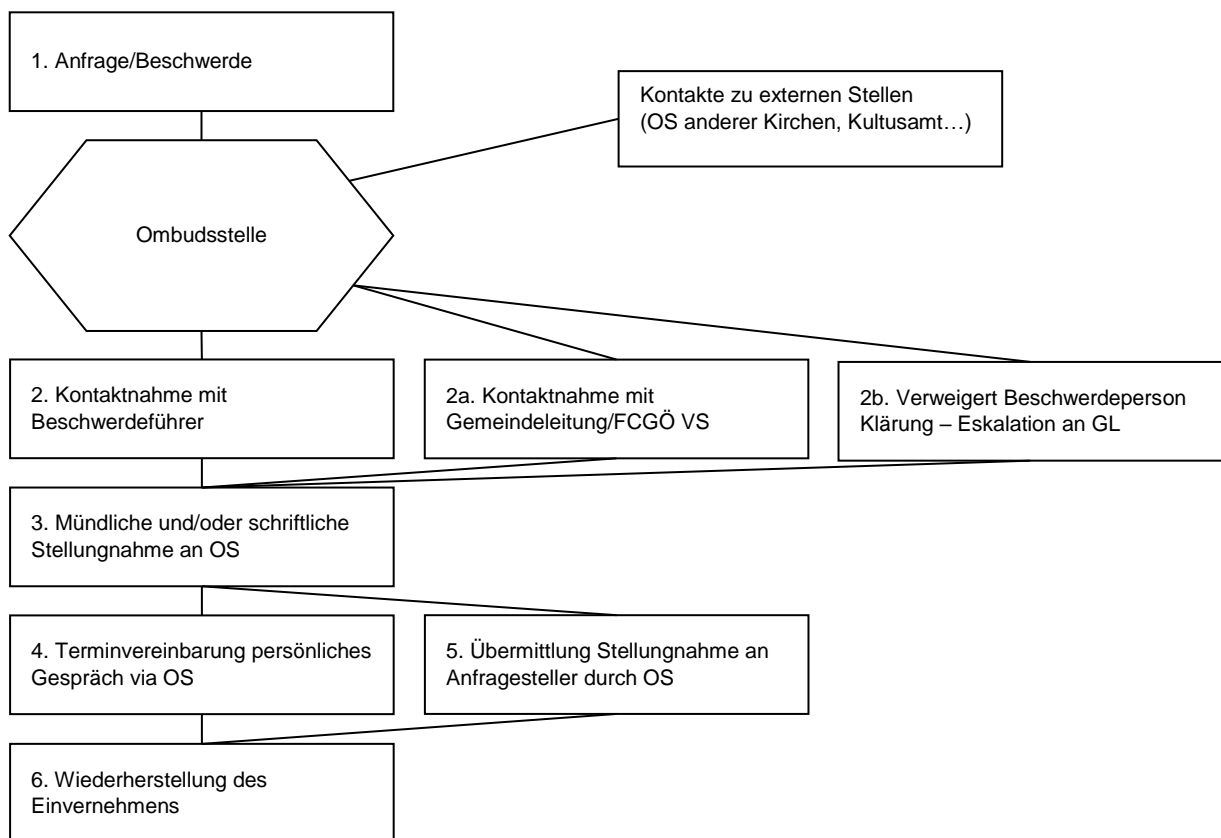 1. Anfrage/Beschwerde
Kontakte zu externen Stellen
(OS anderer Kirchen, Kultusamt…)
Ombudsstelle
2. Kontaktnahme mit
Beschwerdeführer
2a. Kontaktnahme mit
Gemeindeleitung/FCGÖ VS
2b. Verweigert Beschwerdeperson
Klärung – Eskalation an GL
3. Mündliche und/oder schriftliche
Stellungnahme an OS
4. Terminvereinbarung persönliches
Gespräch via OS
5. Übermittlung Stellungnahme an
Anfragesteller durch OS
6. Wiederherstellung des
Einvernehmens